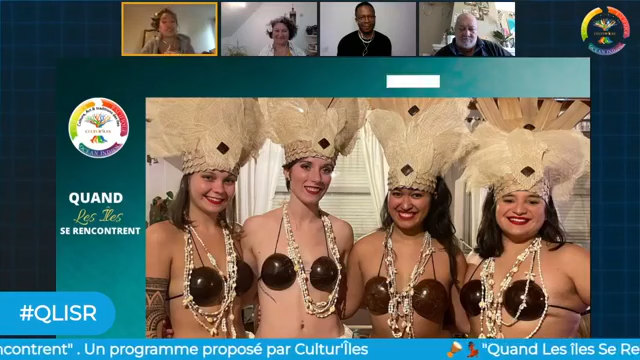 QUAND
Les Îles
SE RENCONTRENT
#QLISR
ncontrent" . Un programme proposé par Cultur'Îles
"Quand Les îles Se Re